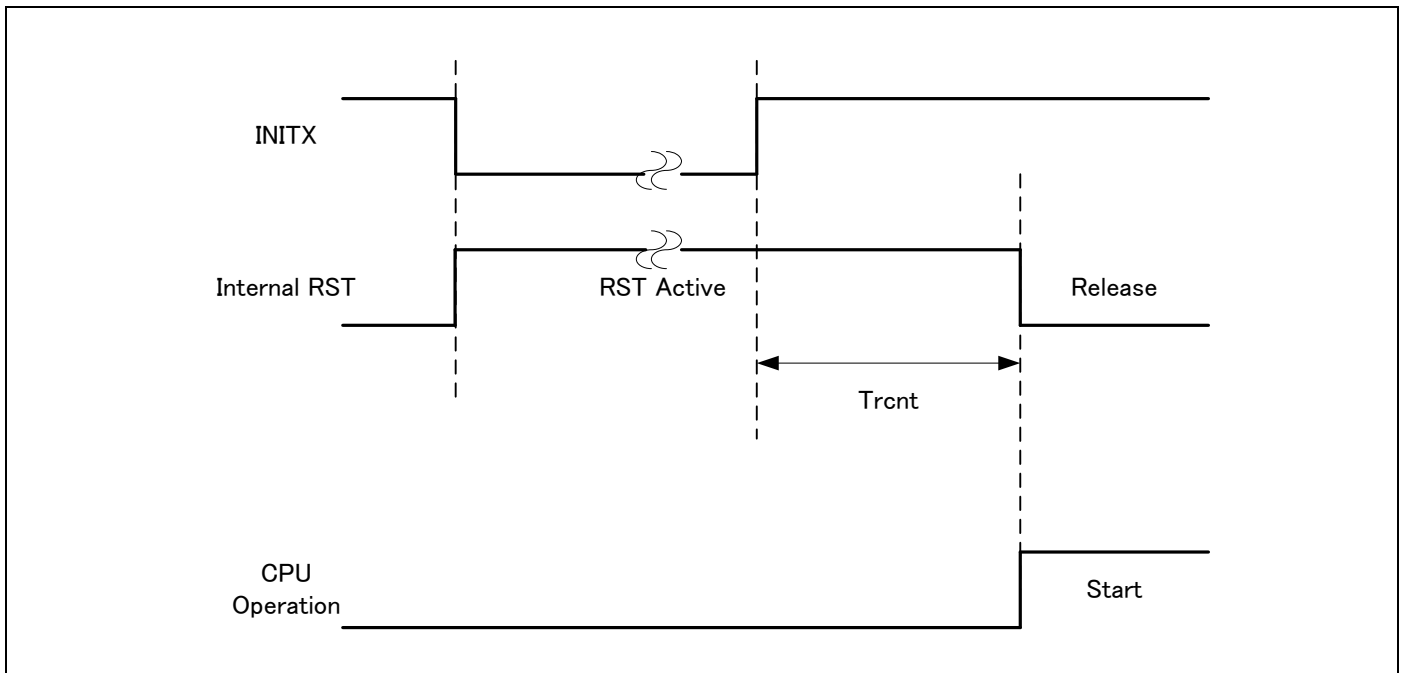 INITX
Internal RST
RST Active
Release
Trcnt
CPU
Operation
Start